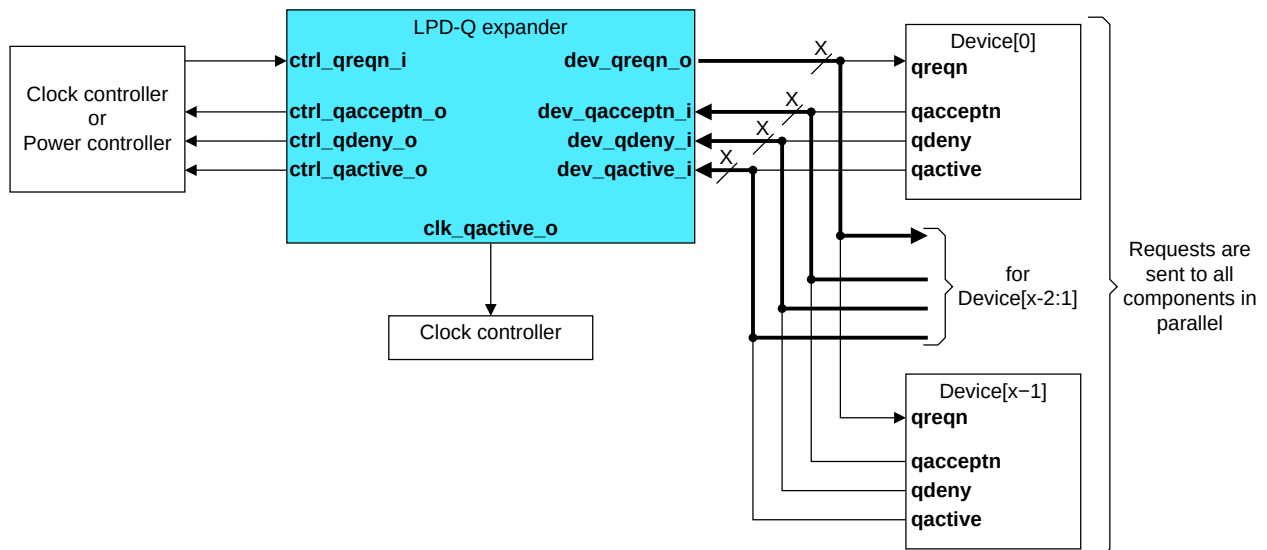 LPD-Q expander
ctrl_qreqn_i
ctrl_qacceptn_o
ctrl_qdeny_o
ctrl_qactive_o
dev_qreqn_o
dev_qacceptn_i
dev_qdeny_i
dev_qactive_i
clk_qactive_o
Clock controller
or
Power controller
Clock controller
X
X
X
X
Device[0]
qreqn
qacceptn
qdeny
qactive
for
Device[x-2:1]
Device[x−1]
qreqn
qacceptn
qdeny
qactive
Requests are
sent to all
components in
parallel